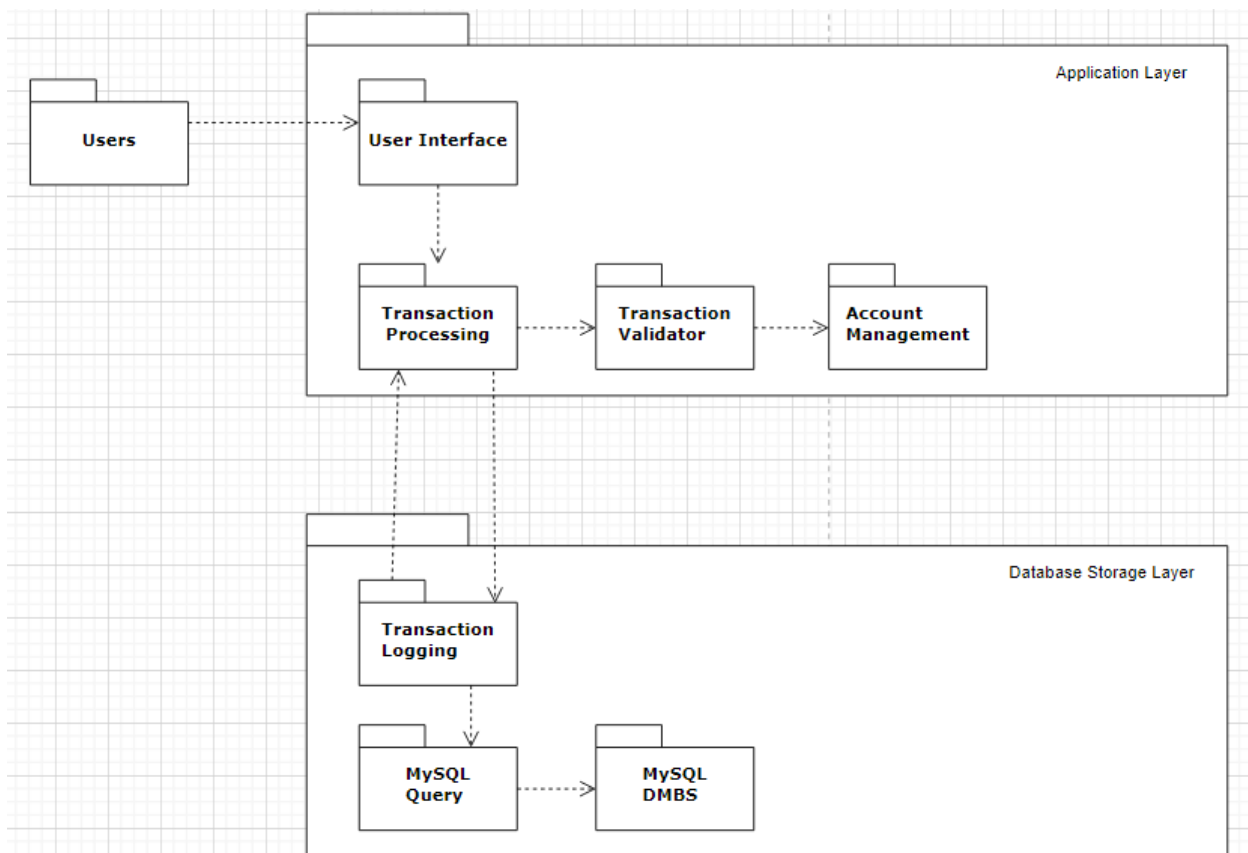 Application Layer
Users
User Interface
Transaction
Processing
Transaction
Validator
Account
Management
Database Storage Layer
Transaction
Logging
MySQL
Query
MySQL
DMBS